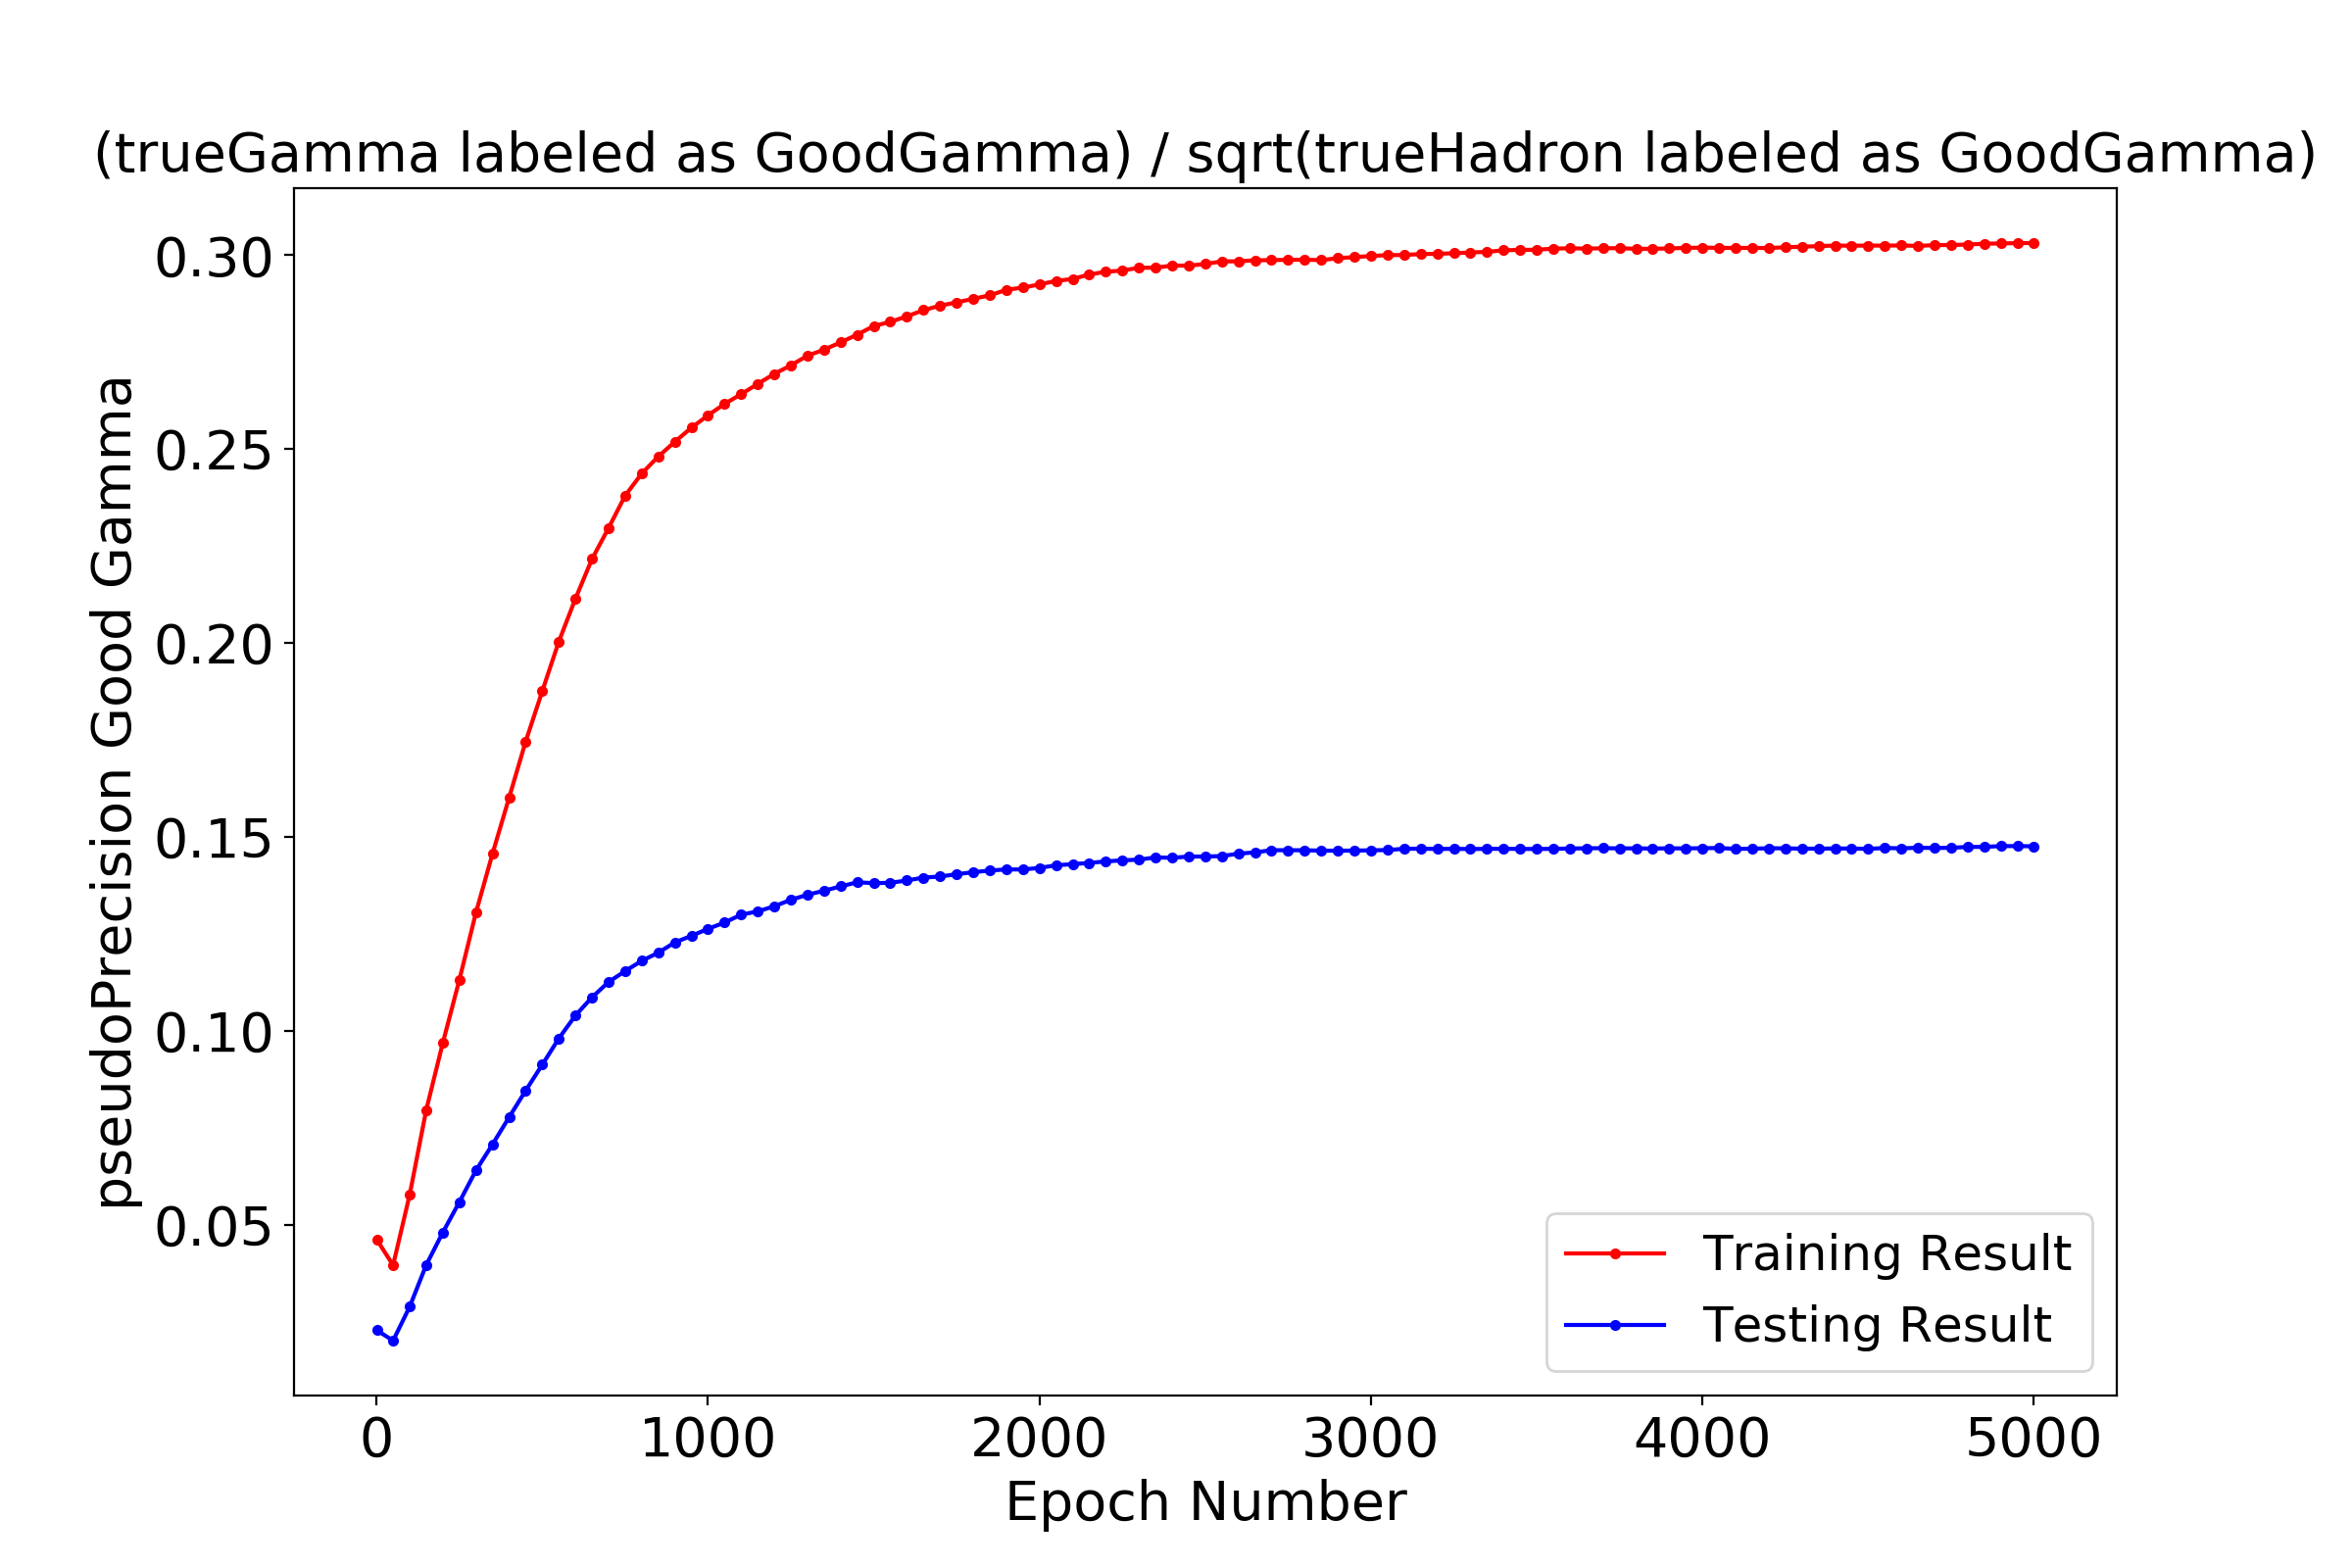 (trueGamma labeled as GoodGamma) / sqrt(trueHadron labeled as GoodGamma)
pseudoPrecision Good Gamma
0.30
0.25
0.20
0.15
0.10
0.05
Training Result
Testing Result
0 1000 2000 3000 4000 5000
Epoch Number